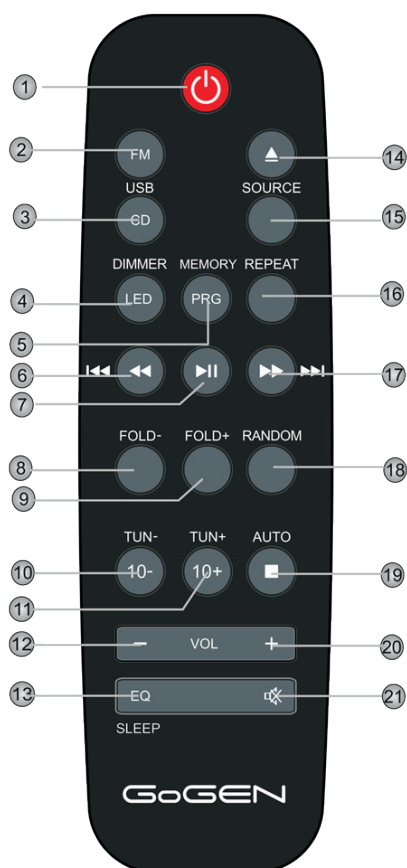 1
2 FM 14
USB SOURCE
3 CD 15
DIMMER MEMORY REPEAT
4 LED PRG 16
5
6 17
7
FOLD- FOLD+ RANDOM
8 18
9
TUN- TUN+ AUTO
10 10- 10+ 19
11
12 − VOL + 20
13 EQ 21
SLEEP
GoGEN